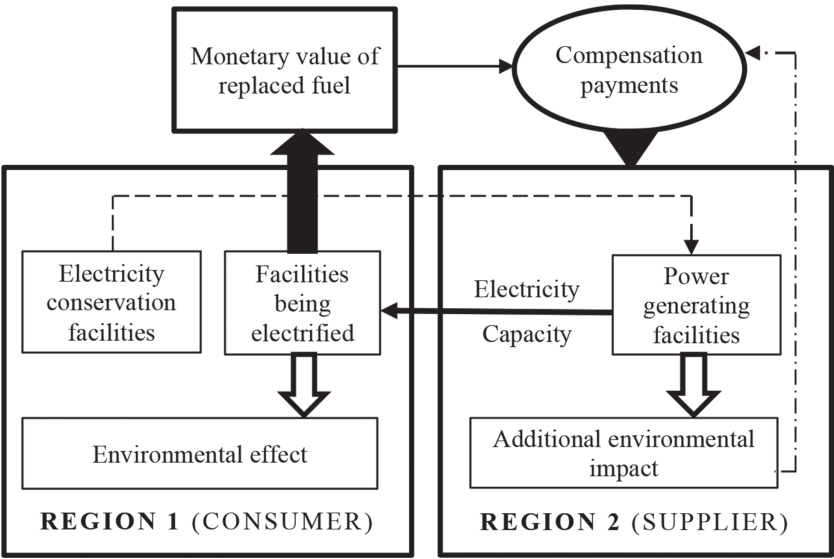 Monetary value of
replaced fuel
Compensation
payments
Electricity
conservation
facilities
Facilities
being
electrified
Electricity
Capacity
Power
generating
facilities
Environmental effect
Additional environmental
impact
REGION 1 (CONSUMER)
REGION 2 (SUPPLIER)